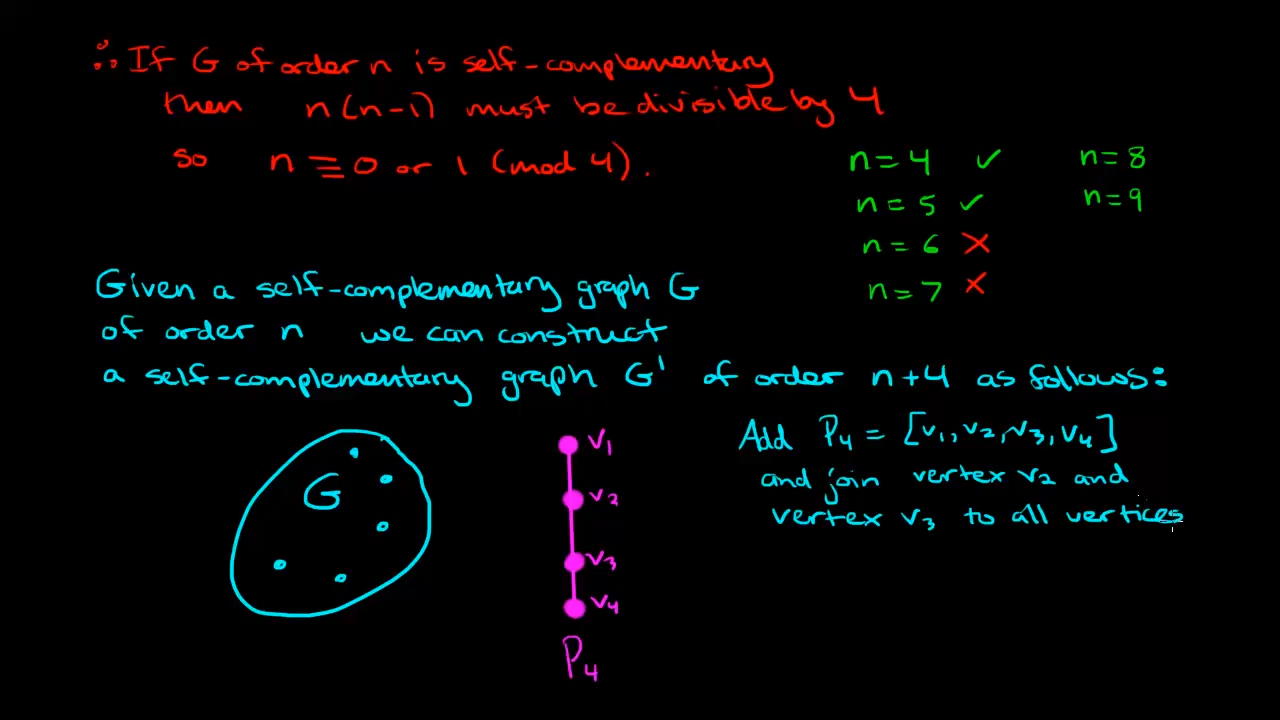 ∴ If G of order n is self-complementary
then n(n-1) must be divisible by 4
so n ≡ 0 or 1 (mod 4).
n = 4 ✓ n = 8
n = 5 ✓ n = 9
n = 6 ✗
n = 7 ✗
Given a self-complementary graph G
of order n we can construct
a self-complementary graph G' of order n+4 as follows:
Add P4 = [v1, v2, v3, v4]
and join vertex v2 and
vertex v3 to all vertices
G
v1
v2
v3
v4
P4